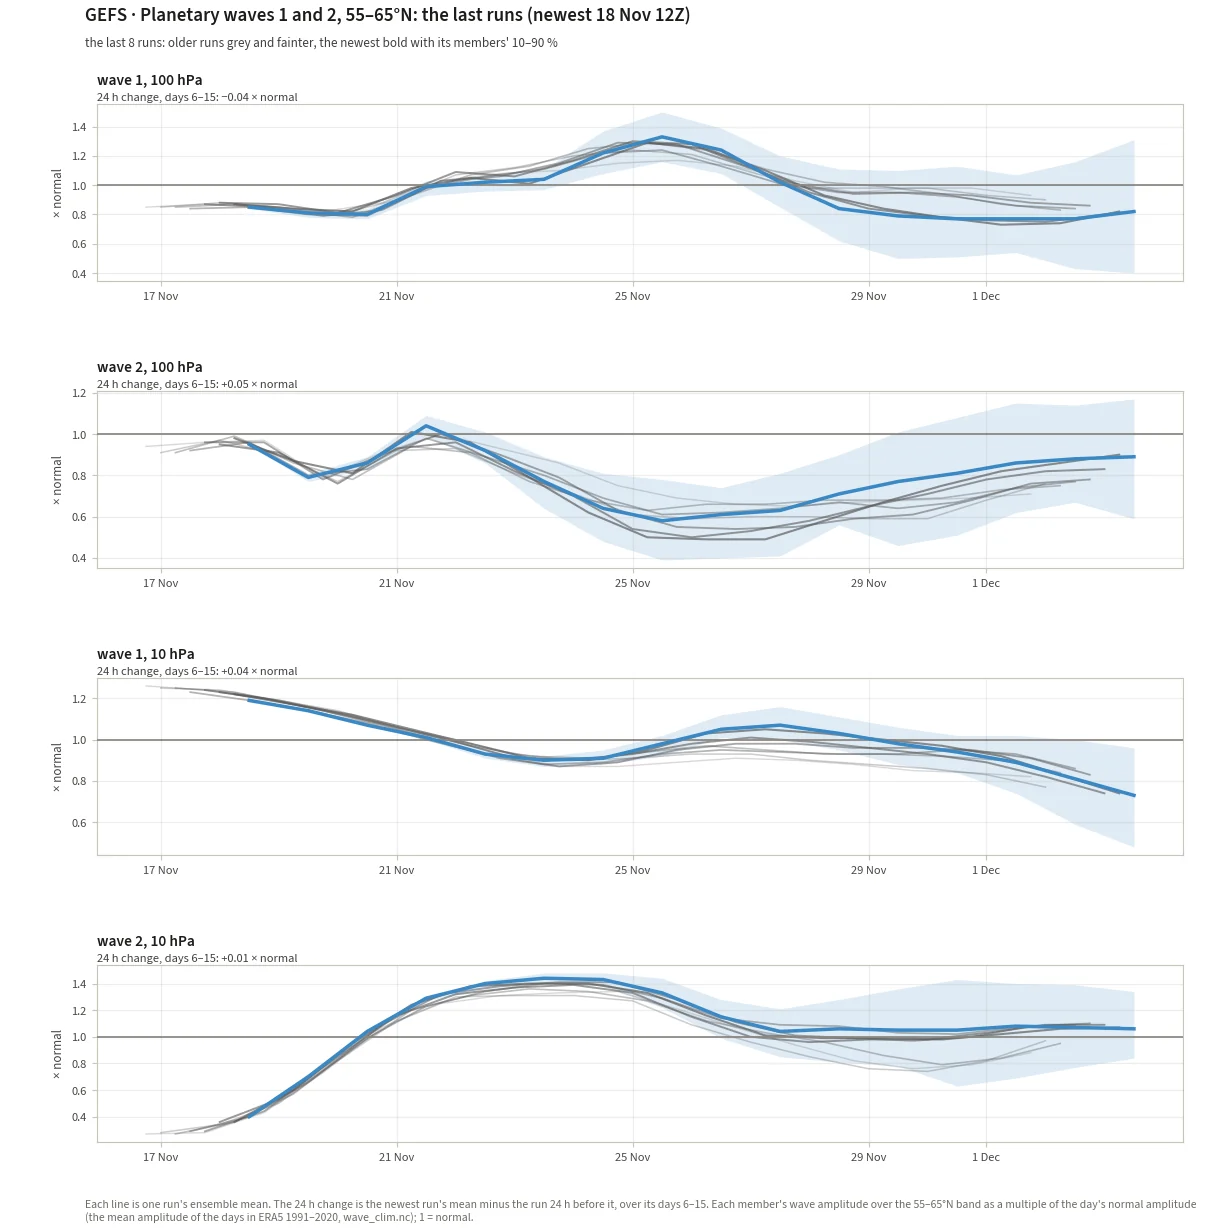 GEFS · Planetary waves 1 and 2, 55–65°N: the last runs (newest 18 Nov 12Z)
the last 8 runs: older runs grey and fainter, the newest bold with its members' 10–90 %
wave 1, 100 hPa
24 h change, days 6–15: −0.04 × normal
1.4
1.2
1.0
0.8
0.6
0.4
× normal
17 Nov 21 Nov 25 Nov 29 Nov 1 Dec
wave 2, 100 hPa
24 h change, days 6–15: +0.05 × normal
1.2
1.0
0.8
0.6
0.4
× normal
17 Nov 21 Nov 25 Nov 29 Nov 1 Dec
wave 1, 10 hPa
24 h change, days 6–15: +0.04 × normal
1.2
1.0
0.8
0.6
× normal
17 Nov 21 Nov 25 Nov 29 Nov 1 Dec
wave 2, 10 hPa
24 h change, days 6–15: +0.01 × normal
1.4
1.2
1.0
0.8
0.6
0.4
× normal
17 Nov 21 Nov 25 Nov 29 Nov 1 Dec
Each line is one run's ensemble mean. The 24 h change is the newest run's mean minus the run 24 h before it, over its days 6–15. Each member's wave amplitude over the 55–65°N band as a multiple of the day's normal amplitude
(the mean amplitude of the days in ERA5 1991–2020, wave_clim.nc); 1 = normal.